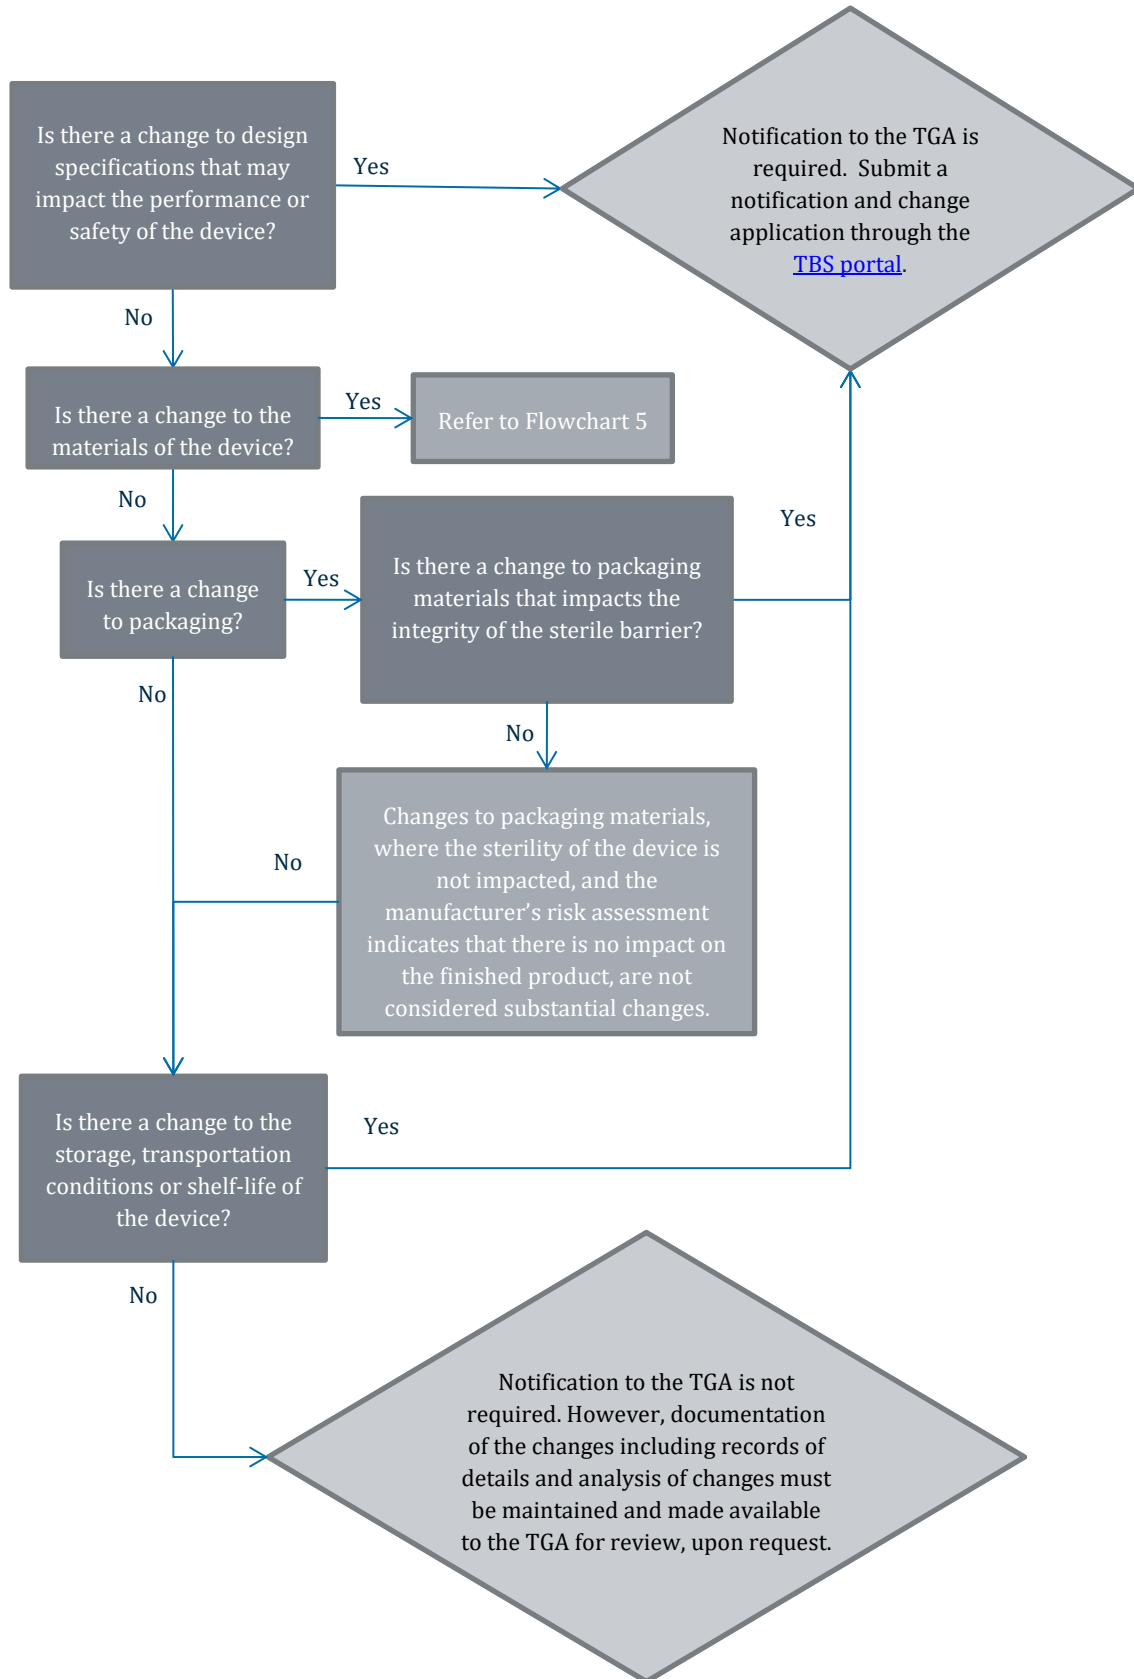 Is there a change to design
specifications that may
impact the performance or
safety of the device?
Yes
Notification to the TGA is
required.  Submit a
notification and change
application through the
TBS portal.
No
Is there a change to the
materials of the device?
Yes
Refer to Flowchart 5
No
Is there a change
to packaging?
Yes
Is there a change to packaging
materials that impacts the
integrity of the sterile barrier?
Yes
No
No
Changes to packaging materials,
where the sterility of the device is
not impacted, and the
manufacturer’s risk assessment
indicates that there is no impact on
the finished product, are not
considered substantial changes.
No
Is there a change to the
storage, transportation
conditions or shelf-life of
the device?
Yes
No
Notification to the TGA is not
required. However, documentation
of the changes including records of
details and analysis of changes must
be maintained and made available
to the TGA for review, upon request.